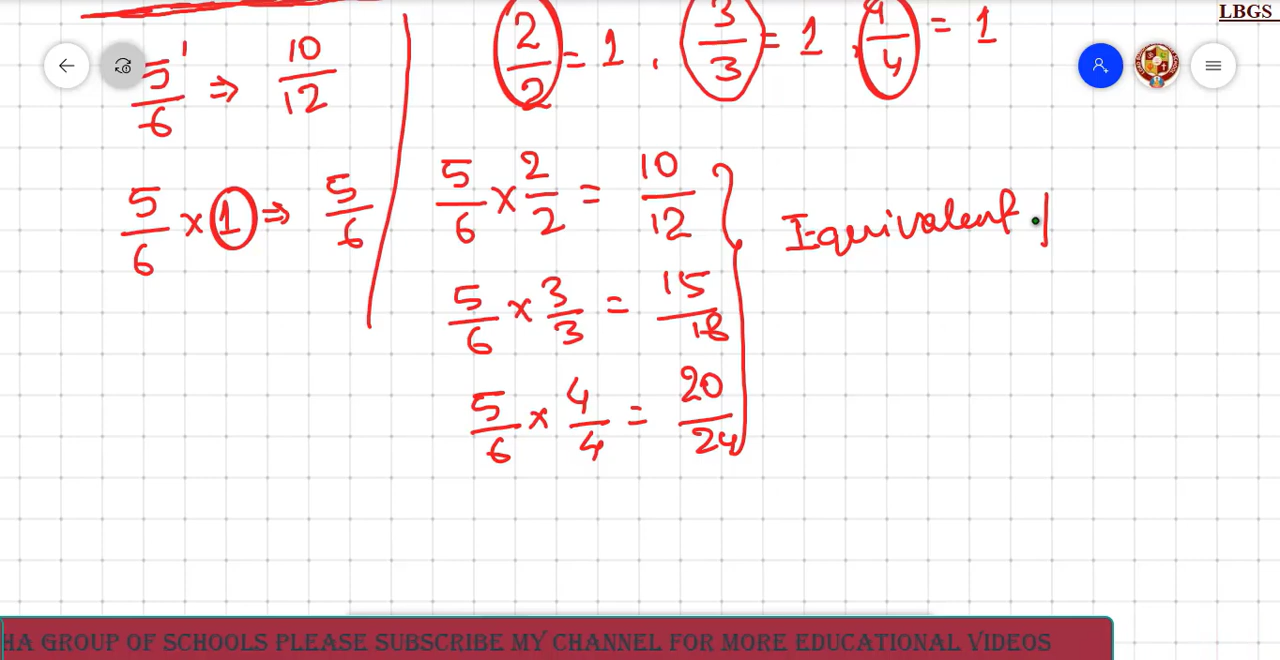 LBGS
2/2 = 1 , 3/3 = 1 , 4/4 = 1
5/6 ⇒ 10/12
5/6 × 1 ⇒ 5/6
5/6 × 2/2 = 10/12
5/6 × 3/3 = 15/18
5/6 × 4/4 = 20/24
Equivalent
HA GROUP OF SCHOOLS PLEASE SUBSCRIBE MY CHANNEL FOR MORE EDUCATIONAL VIDEOS